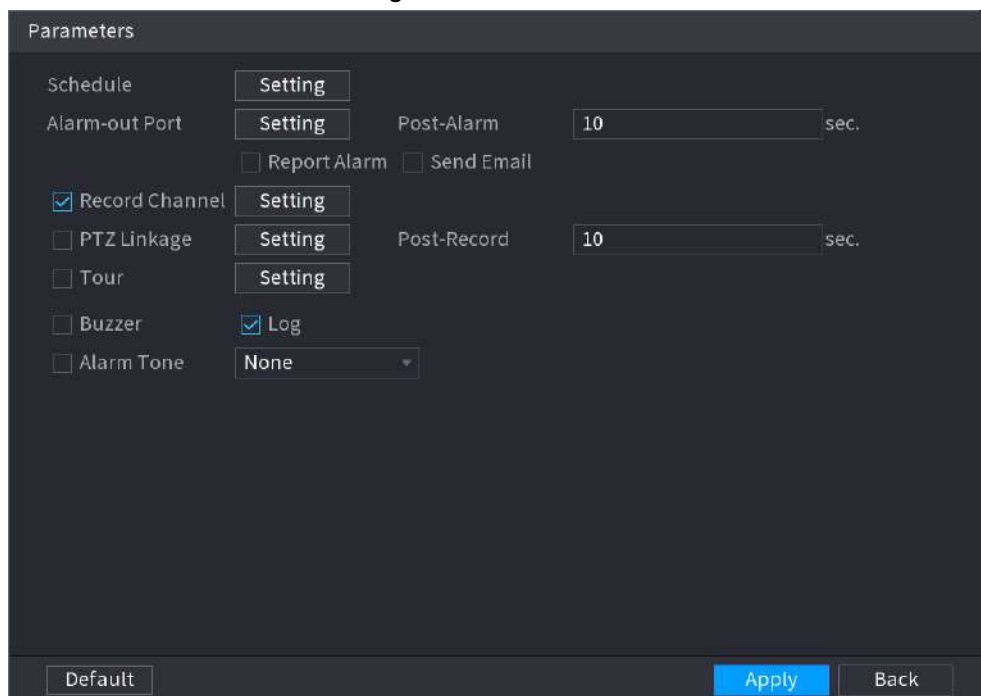 Parameters
Schedule Setting
Alarm-out Port Setting Post-Alarm 10 sec.
Report Alarm Send Email
Record Channel Setting
PTZ Linkage Setting Post-Record 10 sec.
Tour Setting
Buzzer Log
Alarm Tone None
Default Apply Back